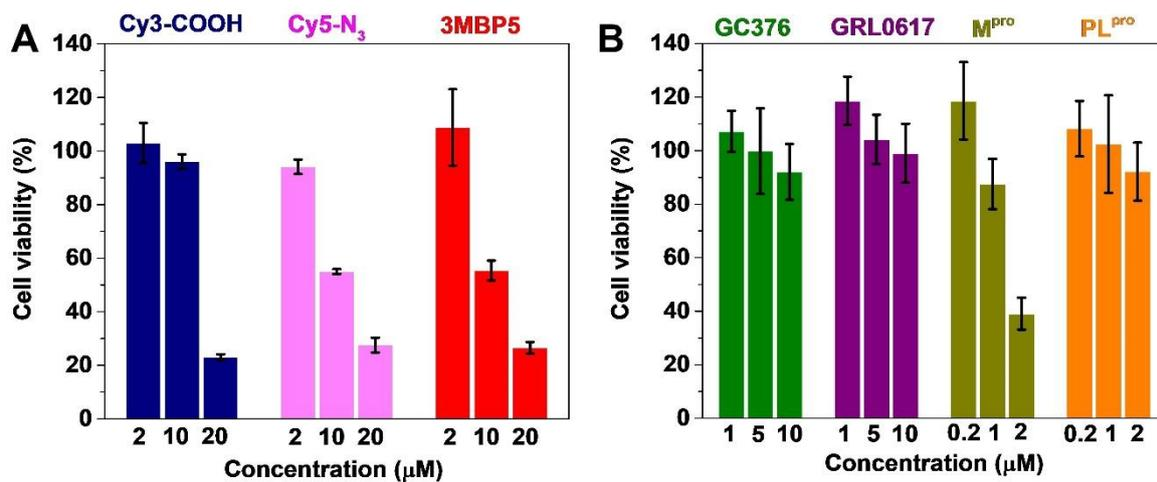 A
Cy3-COOH Cy5-N₃ 3MBP5
140
120
100
80
60
40
20
0
Cell viability (%)
2 10 20 2 10 20 2 10 20
Concentration (μM)
B
GC376 GRL0617 Mᵖʳᵒ PLᵖʳᵒ
140
120
100
80
60
40
20
0
Cell viability (%)
1 5 10 1 5 10 0.2 1 2 0.2 1 2
Concentration (μM)